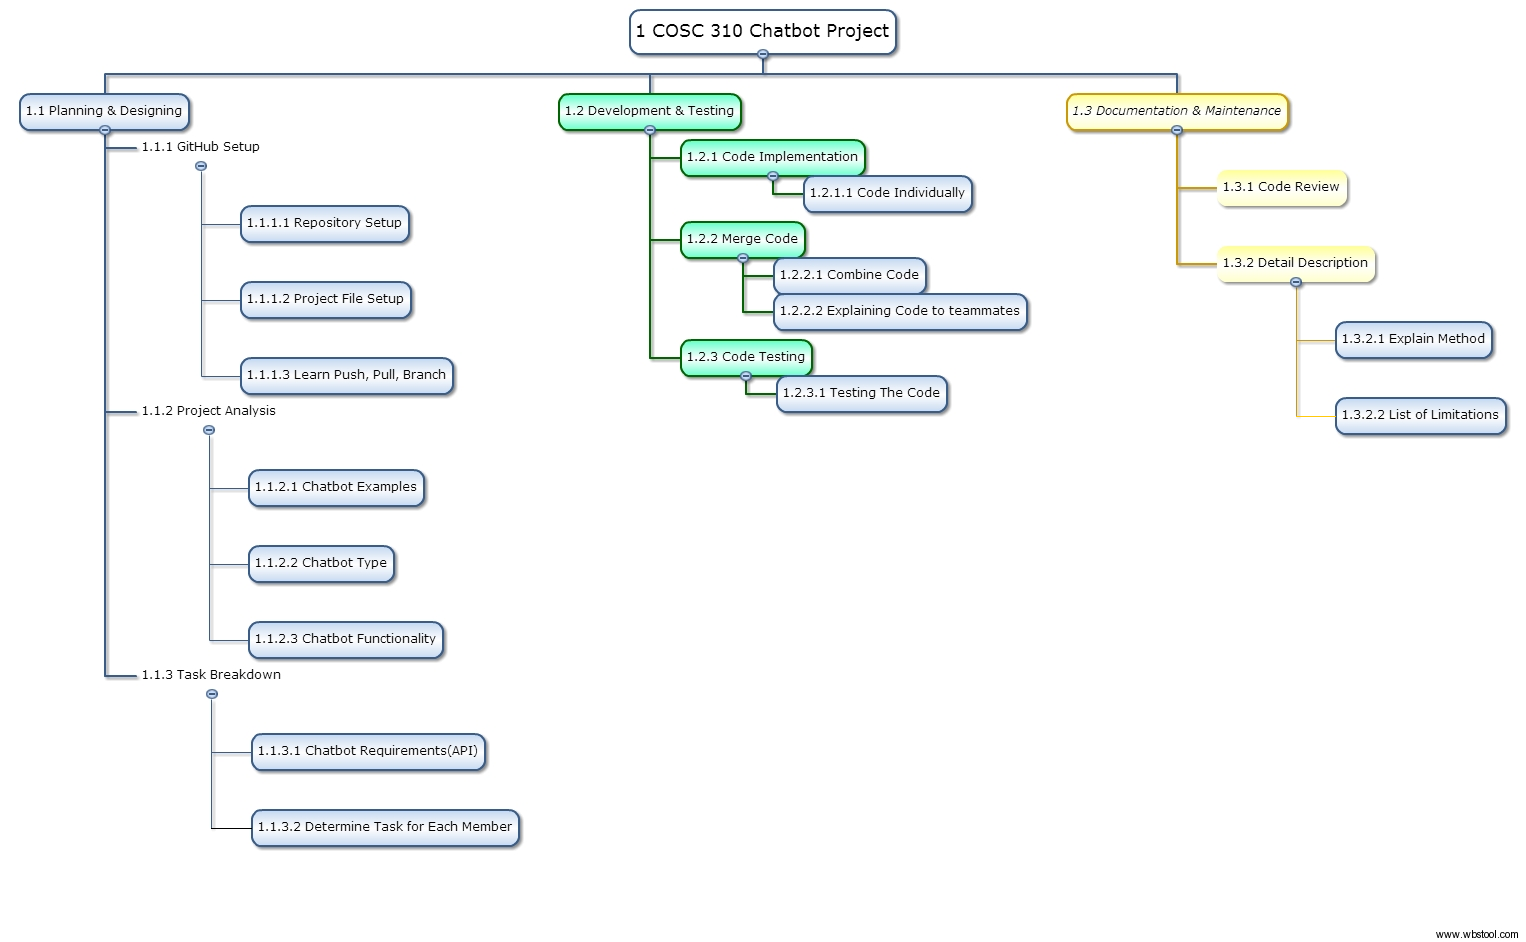 1 COSC 310 Chatbot Project
1.1 Planning & Designing
1.1.1 GitHub Setup
1.1.1.1 Repository Setup
1.1.1.2 Project File Setup
1.1.1.3 Learn Push, Pull, Branch
1.1.2 Project Analysis
1.1.2.1 Chatbot Examples
1.1.2.2 Chatbot Type
1.1.2.3 Chatbot Functionality
1.1.3 Task Breakdown
1.1.3.1 Chatbot Requirements(API)
1.1.3.2 Determine Task for Each Member
1.2 Development & Testing
1.2.1 Code Implementation
1.2.1.1 Code Individually
1.2.2 Merge Code
1.2.2.1 Combine Code
1.2.2.2 Explaining Code to teammates
1.2.3 Code Testing
1.2.3.1 Testing The Code
1.3 Documentation & Maintenance
1.3.1 Code Review
1.3.2 Detail Description
1.3.2.1 Explain Method
1.3.2.2 List of Limitations
www.wbstool.com